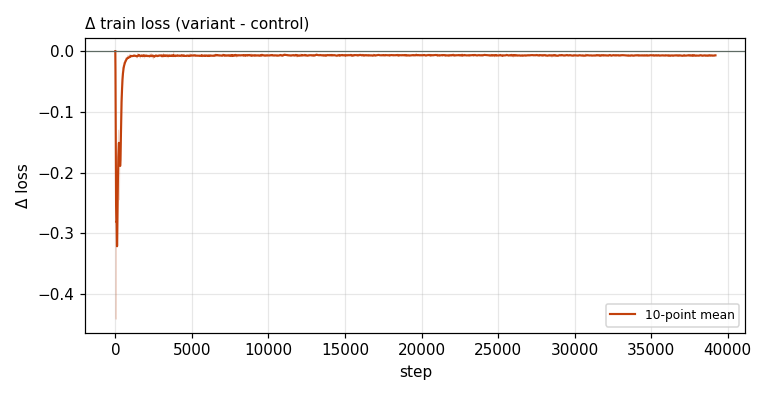 Δ train loss (variant - control)
0.0
−0.1
−0.2
−0.3
−0.4
Δ loss
10-point mean
0 5000 10000 15000 20000 25000 30000 35000 40000
step